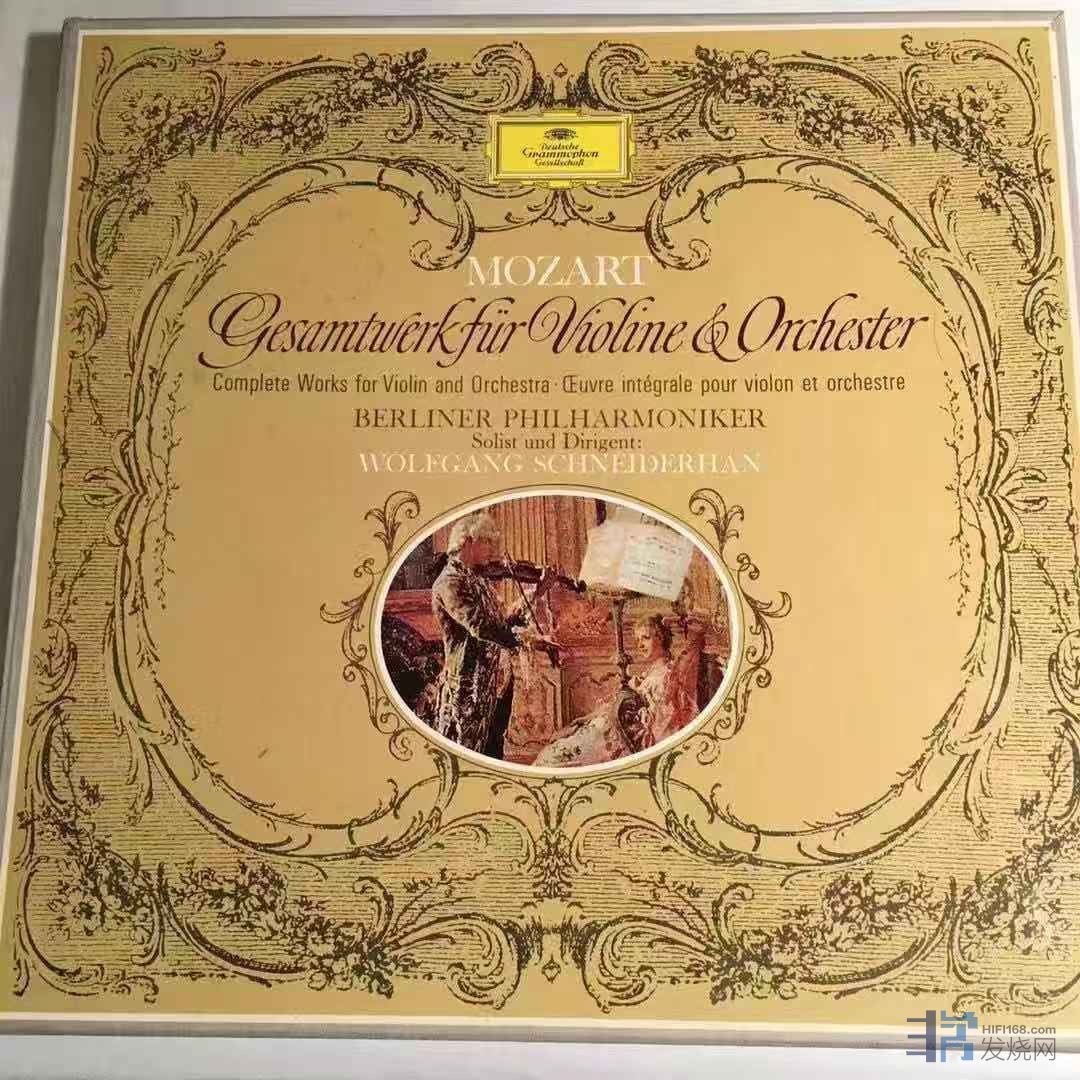 Deutsche
Grammophon
Gesellschaft
MOZART
Gesamtwerk für Violine & Orchester
Complete Works for Violin and Orchestra · Œuvre intégrale pour violon et orchestre
BERLINER PHILHARMONIKER
Solist und Dirigent:
WOLFGANG SCHNEIDERHAN
HIFI168.com
发烧网